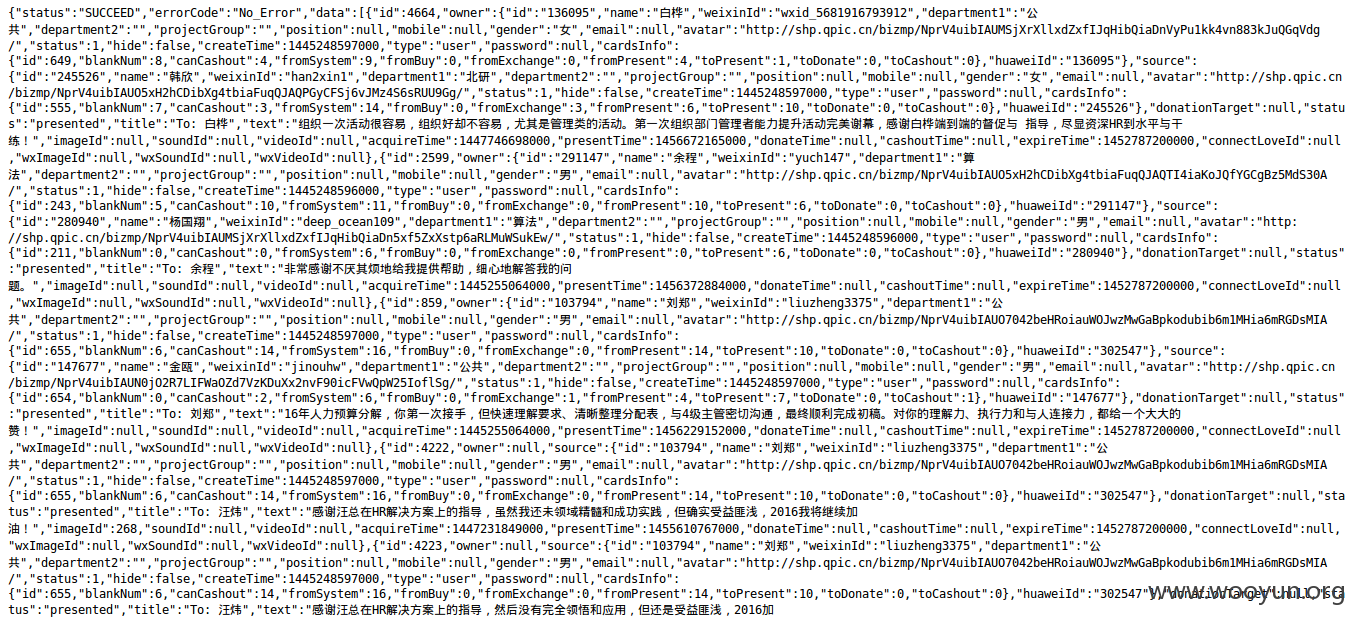 {"status":"SUCCEED","errorCode":"No_Error","data":[{"id":4664,"owner":{"id":"136095","name":"白桦","weixinId":"wxid_5681916793912","department1":"公
共","department2":"","projectGroup":"","position":null,"mobile":null,"gender":"女","email":null,"avatar":"http://shp.qpic.cn/bizmp/NprV4uibIAUMSjXrXllxdZxfIJqHibQiaDnVyPu1kk4vn883kJuQGqVdg
/","status":1,"hide":false,"createTime":1445248597000,"type":"user","password":null,"cardsInfo":
{"id":649,"blankNum":8,"canCashout":4,"fromSystem":9,"fromBuy":0,"fromExchange":0,"fromPresent":4,"toPresent":1,"toDonate":0,"toCashout":0},"huaweiId":"136095"},"source":
{"id":"245526","name":"韩欣","weixinId":"han2xin1","department1":"北研","department2":"","projectGroup":"","position":null,"mobile":null,"gender":"女","email":null,"avatar":"http://shp.qpic.cn
/bizmp/NprV4uibIAUO5xH2hCDibXg4tbiaFuqQJAQPGyCFSj6vJMz4S6sRUU9Gg/","status":1,"hide":false,"createTime":1445248597000,"type":"user","password":null,"cardsInfo":
{"id":555,"blankNum":7,"canCashout":3,"fromSystem":14,"fromBuy":0,"fromExchange":3,"fromPresent":6,"toPresent":10,"toDonate":0,"toCashout":0},"huaweiId":"245526"},"donationTarget":null,"statu
s":"presented","title":"To: 白桦","text":"组织一次活动很容易，组织好却不容易，尤其是管理类的活动。第一次组织部门管理者能力提升活动完美谢幕，感谢白桦端到端的督促与 指导，尽显资深HR到水平与干
练！","imageId":null,"soundId":null,"videoId":null,"acquireTime":1447746698000,"presentTime":1456672165000,"donateTime":null,"cashoutTime":null,"expireTime":1452787200000,"connectLoveId":null
,"wxImageId":null,"wxSoundId":null,"wxVideoId":null},{"id":2599,"owner":{"id":"291147","name":"余程","weixinId":"yuch147","department1":"算
法","department2":"","projectGroup":"","position":null,"mobile":null,"gender":"男","email":null,"avatar":"http://shp.qpic.cn/bizmp/NprV4uibIAUO5xH2hCDibXg4tbiaFuqQJAQTI4iaKoJQfYGCgBz5MdS30A
/","status":1,"hide":false,"createTime":1445248596000,"type":"user","password":null,"cardsInfo":
{"id":243,"blankNum":5,"canCashout":10,"fromSystem":11,"fromBuy":0,"fromExchange":0,"fromPresent":10,"toPresent":6,"toDonate":0,"toCashout":0},"huaweiId":"291147"},"source":
{"id":"280940","name":"杨国翔","weixinId":"deep_ocean109","department1":"算法","department2":"","projectGroup":"","position":null,"mobile":null,"gender":"男","email":null,"avatar":"http:
//shp.qpic.cn/bizmp/NprV4uibIAUMSjXrXllxdZxfIJqHibQiaDn5xf5ZxXstp6aRLMuWSukEw/","status":1,"hide":false,"createTime":1445248596000,"type":"user","password":null,"cardsInfo":
{"id":211,"blankNum":0,"canCashout":0,"fromSystem":6,"fromBuy":0,"fromExchange":0,"fromPresent":0,"toPresent":6,"toDonate":0,"toCashout":0},"huaweiId":"280940"},"donationTarget":null,"status"
:"presented","title":"To: 余程","text":"非常感谢不厌其烦地给我提供帮助，细心地解答我的问
题。","imageId":null,"soundId":null,"videoId":null,"acquireTime":1445255064000,"presentTime":1456372884000,"donateTime":null,"cashoutTime":null,"expireTime":1452787200000,"connectLoveId":null
,"wxImageId":null,"wxSoundId":null,"wxVideoId":null},{"id":859,"owner":{"id":"103794","name":"刘郑","weixinId":"liuzheng3375","department1":"公
共","department2":"","projectGroup":"","position":null,"mobile":null,"gender":"男","email":null,"avatar":"http://shp.qpic.cn/bizmp/NprV4uibIAUO7042beHRoiauWOJwzMwGaBpkodubib6m1MHia6mRGDsMIA
/","status":1,"hide":false,"createTime":1445248597000,"type":"user","password":null,"cardsInfo":
{"id":655,"blankNum":6,"canCashout":14,"fromSystem":16,"fromBuy":0,"fromExchange":0,"fromPresent":14,"toPresent":10,"toDonate":0,"toCashout":0},"huaweiId":"302547"},"source":
{"id":"147677","name":"金瓯","weixinId":"jinouhw","department1":"公共","department2":"","projectGroup":"","position":null,"mobile":null,"gender":"男","email":null,"avatar":"http://shp.qpic.cn
/bizmp/NprV4uibIAUN0jO2R7LIFWaOZd7VzKDuXx2nvF90icFVwQpW25IoflSg/","status":1,"hide":false,"createTime":1445248597000,"type":"user","password":null,"cardsInfo":
{"id":654,"blankNum":0,"canCashout":2,"fromSystem":6,"fromBuy":0,"fromExchange":1,"fromPresent":4,"toPresent":7,"toDonate":0,"toCashout":1},"huaweiId":"147677"},"donationTarget":null,"status"
:"presented","title":"To: 刘郑","text":"16年人力预算分解，你第一次接手，但快速理解要求、清晰整理分配表，与4级主管密切沟通，最终顺利完成初稿。对你的理解力、执行力和与人连接力，都给一个大大的
赞！","imageId":null,"soundId":null,"videoId":null,"acquireTime":1445255064000,"presentTime":1456229152000,"donateTime":null,"cashoutTime":null,"expireTime":1452787200000,"connectLoveId":null
,"wxImageId":null,"wxSoundId":null,"wxVideoId":null},{"id":4222,"owner":null,"source":{"id":"103794","name":"刘郑","weixinId":"liuzheng3375","department1":"公
共","department2":"","projectGroup":"","position":null,"mobile":null,"gender":"男","email":null,"avatar":"http://shp.qpic.cn/bizmp/NprV4uibIAUO7042beHRoiauWOJwzMwGaBpkodubib6m1MHia6mRGDsMIA
/","status":1,"hide":false,"createTime":1445248597000,"type":"user","password":null,"cardsInfo":
{"id":655,"blankNum":6,"canCashout":14,"fromSystem":16,"fromBuy":0,"fromExchange":0,"fromPresent":14,"toPresent":10,"toDonate":0,"toCashout":0},"huaweiId":"302547"},"donationTarget":null,"sta
tus":"presented","title":"To: 汪炜","text":"感谢汪总在HR解决方案上的指导，虽然我还未领域精髓和成功实践，但确实受益匪浅，2016我将继续加
油！","imageId":268,"soundId":null,"videoId":null,"acquireTime":1447231849000,"presentTime":1455610767000,"donateTime":null,"cashoutTime":null,"expireTime":1452787200000,"connectLoveId":null,
"wxImageId":null,"wxSoundId":null,"wxVideoId":null},{"id":4223,"owner":null,"source":{"id":"103794","name":"刘郑","weixinId":"liuzheng3375","department1":"公
共","department2":"","projectGroup":"","position":null,"mobile":null,"gender":"男","email":null,"avatar":"http://shp.qpic.cn/bizmp/NprV4uibIAUO7042beHRoiauWOJwzMwGaBpkodubib6m1MHia6mRGDsMIA
/","status":1,"hide":false,"createTime":1445248597000,"type":"user","password":null,"cardsInfo":
{"id":655,"blankNum":6,"canCashout":14,"fromSystem":16,"fromBuy":0,"fromExchange":0,"fromPresent":14,"toPresent":10,"toDonate":0,"toCashout":0},"huaweiId":"302547"},"donationTarget":null,"sta
tus":"presented","title":"To: 汪炜","text":"感谢汪总在HR解决方案上的指导，然后没有完全领悟和应用，但还是受益匪浅，2016加
www.wooyun.org